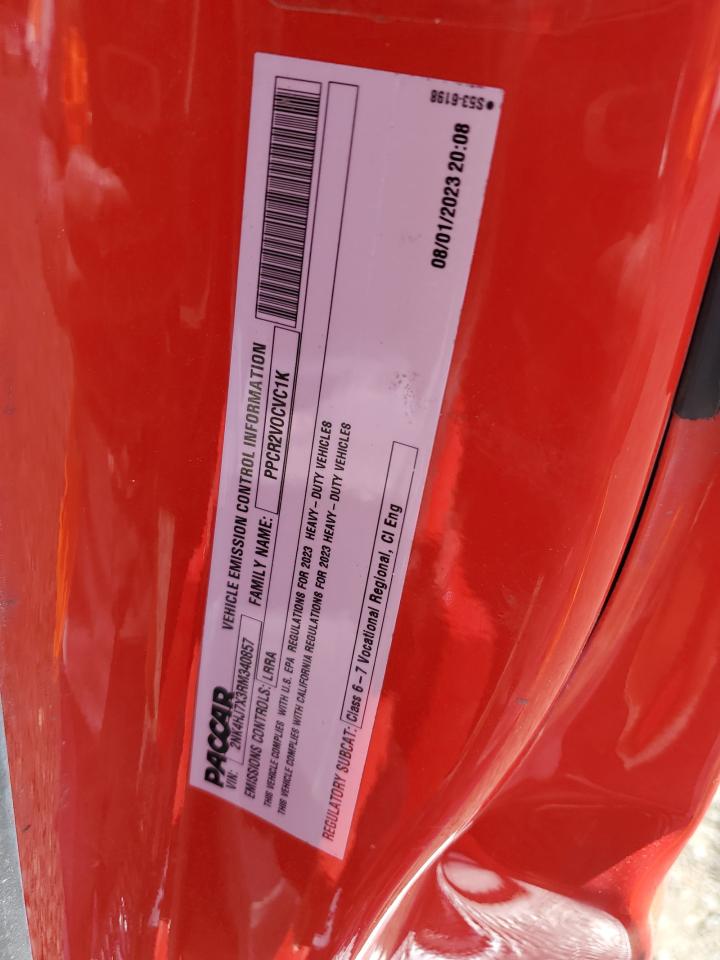 VEHICLE EMISSION CONTROL INFORMATION
PACCAR
VIN: 2NK4HJ7X3RM340857 FAMILY NAME: PPCR2VOCVC1K
EMISSIONS CONTROLS: LRRA
THIS VEHICLE COMPLIES WITH U.S. EPA REGULATIONS FOR 2023 HEAVY-DUTY VEHICLES
THIS VEHICLE COMPLIES WITH CALIFORNIA REGULATIONS FOR 2023 HEAVY-DUTY VEHICLES
REGULATORY SUBCAT: Class 6-7 Vocational Regional, CI Eng
08/01/2023 20:08
S53-6198